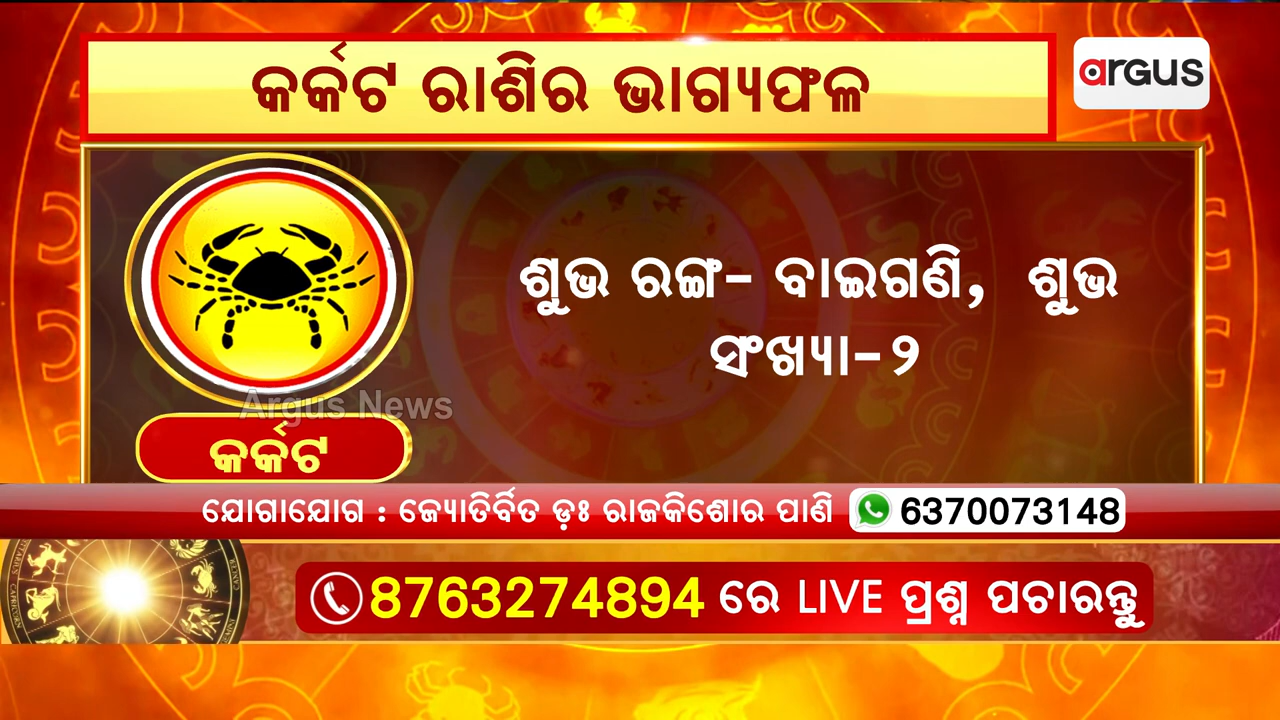 କର୍କଟ ରାଶିର ଭାଗ୍ୟଫଳ
argus
ଶୁଭ ରଙ୍ଗ- ବାଇଗଣି, ଶୁଭ
ସଂଖ୍ୟା-୨
Argus News
କର୍କଟ
ଯୋଗାଯୋଗ : ଜ୍ୟୋତିର୍ବିତ ଡ଼ଃ ରାଜକିଶୋର ପାଣି 6370073148
8763274894 ରେ LIVE ପ୍ରଶ୍ନ ପଚାରନ୍ତୁ